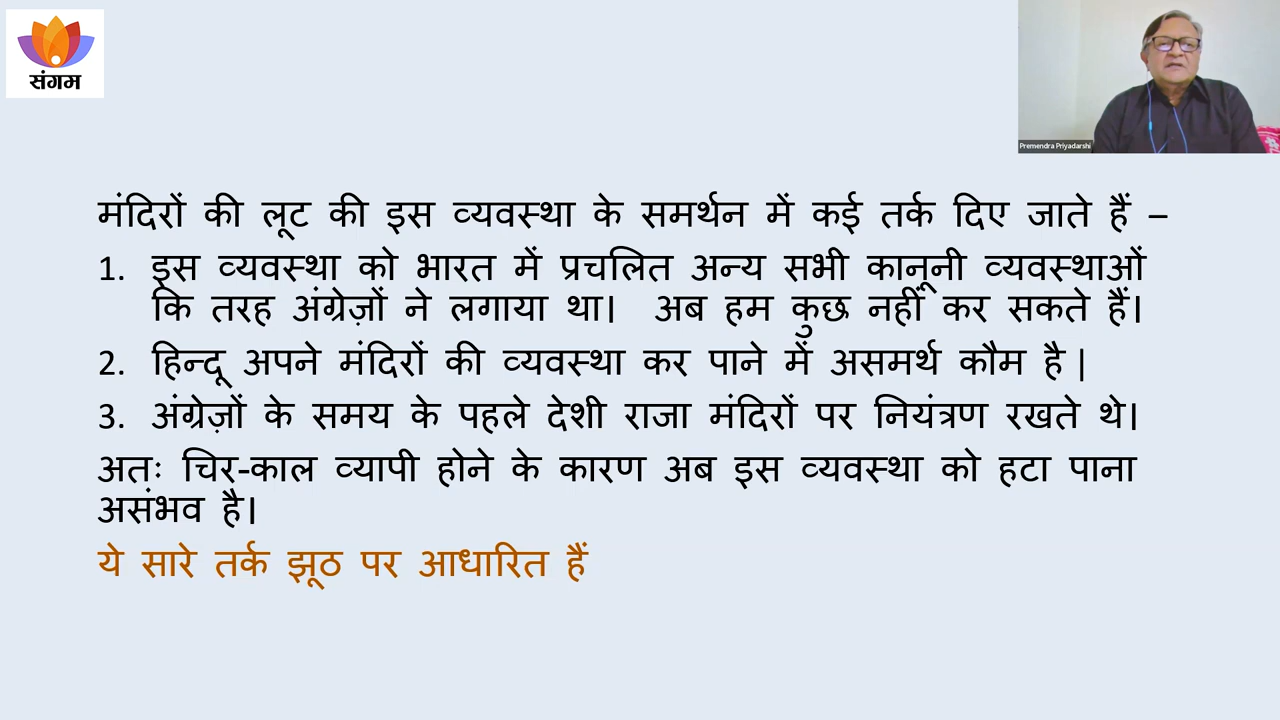 संगम
Premendra Priyadarshi
मंदिरों की लूट की इस व्यवस्था के समर्थन में कई तर्क दिए जाते हैं –
1. इस व्यवस्था को भारत में प्रचलित अन्य सभी कानूनी व्यवस्थाओं
कि तरह अंग्रेज़ों ने लगाया था। अब हम कुछ नहीं कर सकते हैं।
2. हिन्दू अपने मंदिरों की व्यवस्था कर पाने में असमर्थ कौम है |
3. अंग्रेज़ों के समय के पहले देशी राजा मंदिरों पर नियंत्रण रखते थे।
अतः चिर-काल व्यापी होने के कारण अब इस व्यवस्था को हटा पाना
असंभव है।
ये सारे तर्क झूठ पर आधारित हैं